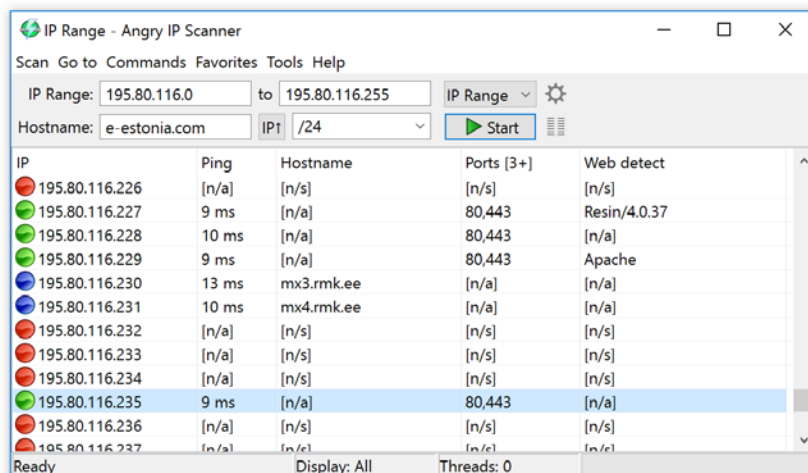 IP Range - Angry IP Scanner
Scan Go to Commands Favorites Tools Help
IP Range: 195.80.116.0 to 195.80.116.255 IP Range
Hostname: e-estonia.com IP↑ /24 Start
IP Ping Hostname Ports [3+] Web detect
195.80.116.226 [n/a] [n/s] [n/s] [n/s]
195.80.116.227 9 ms [n/a] 80,443 Resin/4.0.37
195.80.116.228 10 ms [n/a] 80,443 [n/a]
195.80.116.229 9 ms [n/a] 80,443 Apache
195.80.116.230 13 ms mx3.rmk.ee [n/a] [n/a]
195.80.116.231 10 ms mx4.rmk.ee [n/a] [n/a]
195.80.116.232 [n/a] [n/s] [n/s] [n/s]
195.80.116.233 [n/a] [n/s] [n/s] [n/s]
195.80.116.234 [n/a] [n/s] [n/s] [n/s]
195.80.116.235 9 ms [n/a] 80,443 [n/a]
195.80.116.236 [n/a] [n/s] [n/s] [n/s]
195.80.116.237 [n/a] [n/s] [n/s] [n/s]
Ready Display: All Threads: 0